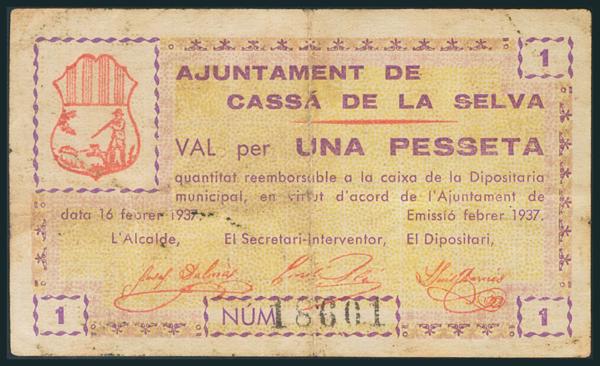 1
AJUNTAMENT DE
CASSÁ DE LA SELVA
VAL per UNA PESSETA
quantitat reemborsible a la caixa de la Dipositaria
municipal, en virtut d'acord de l'Ajuntament de
data 16 febrer 1937. Emissió febrer 1937.
L'Alcalde, El Secretari-Interventor, El Dipositari,
1 NÚM. 18601 1